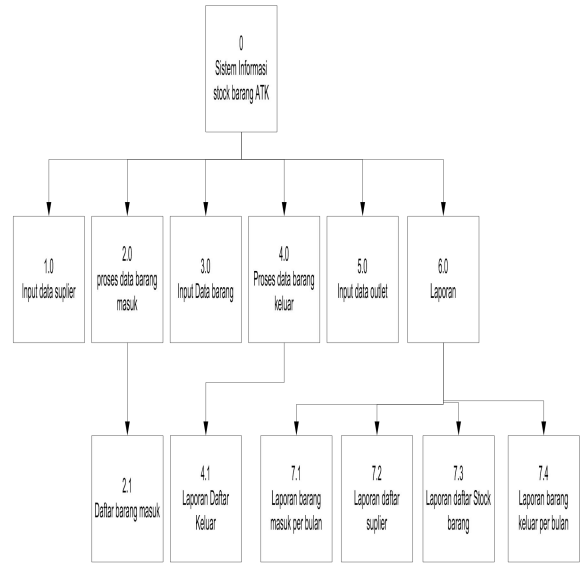 0
Sistem Informasi
stock barang ATK
1.0
Input data suplier
2.0
proses data barang
masuk
3.0
Input Data barang
4.0
Proses data barang
keluar
5.0
Input data outlet
6.0
Laporan
2.1
Daftar barang masuk
4.1
Laporan Daftar
Keluar
7.1
Laporan barang
masuk per bulan
7.2
Laporan daftar
suplier
7.3
Laporan daftar Stock
barang
7.4
Laporan barang
keluar per bulan